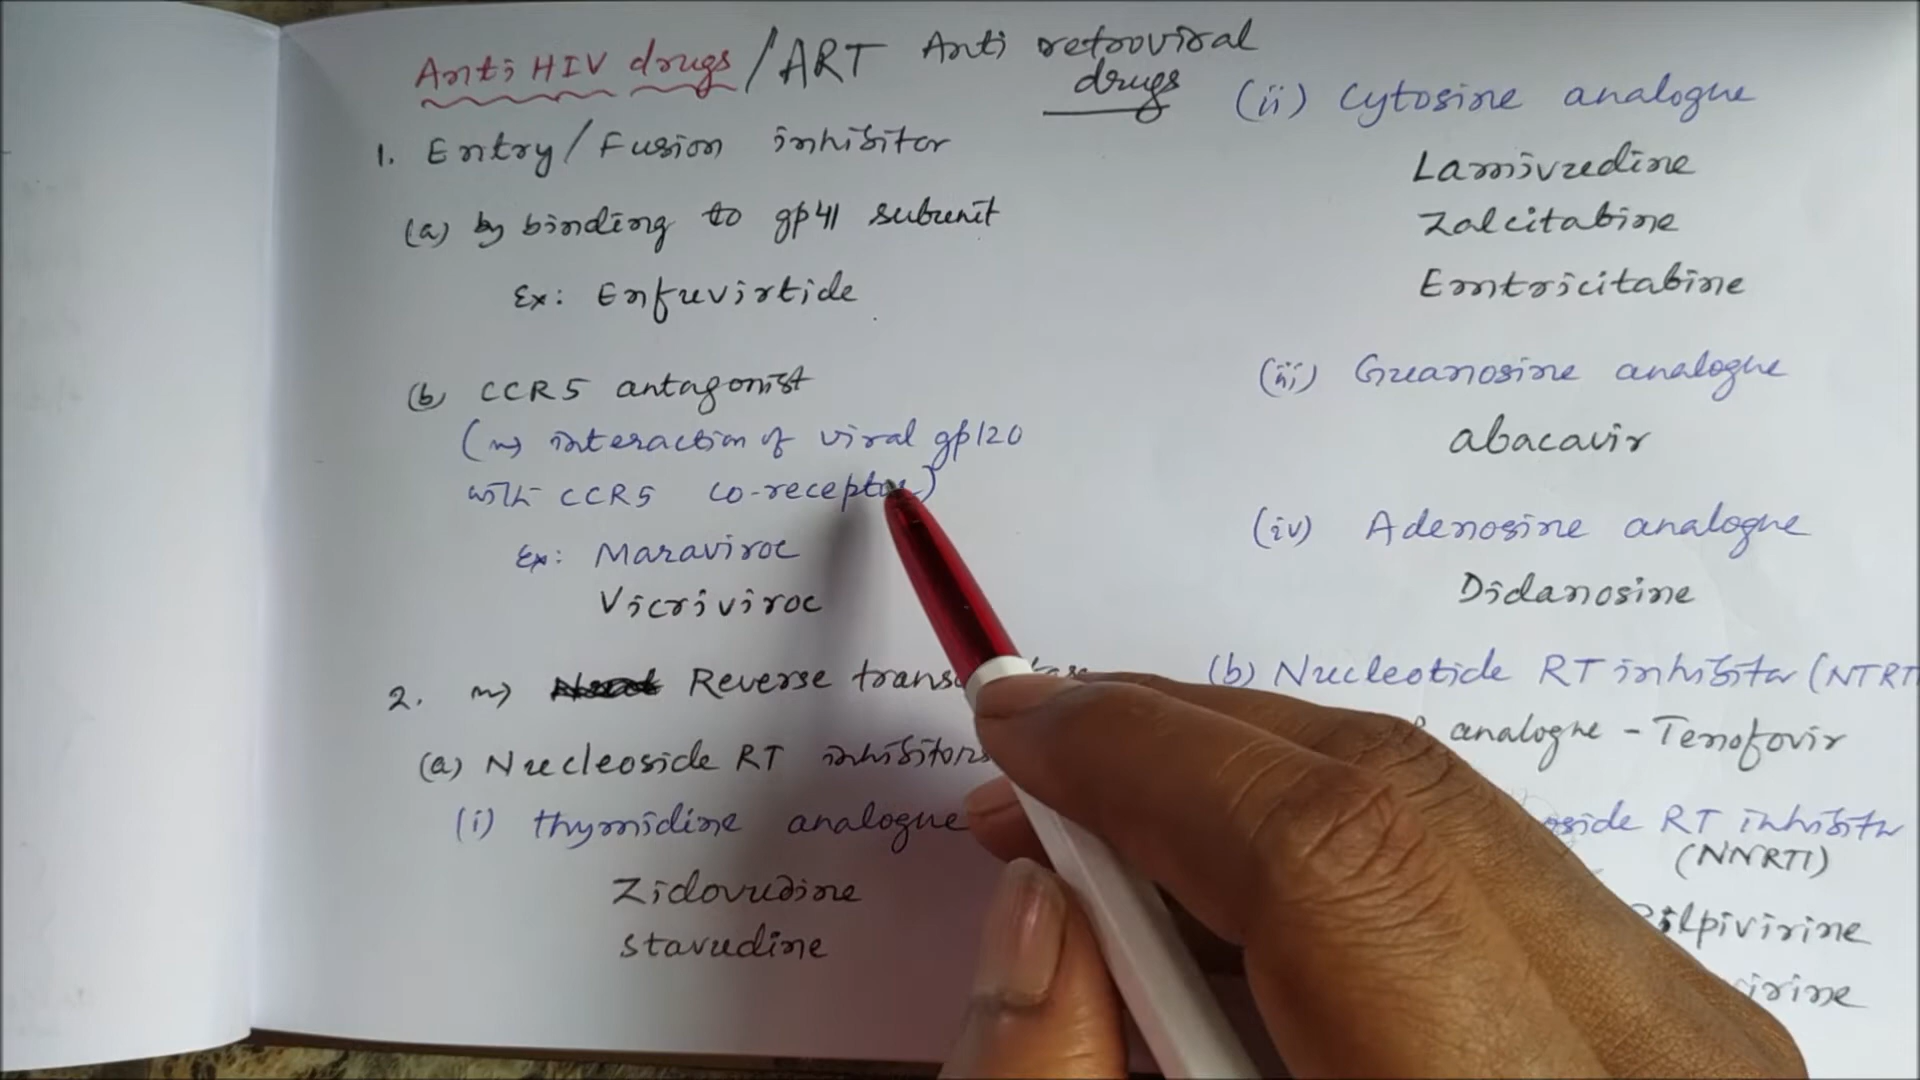 Anti HIV drugs / ART Anti retroviral
drugs
1. Entry / Fusion inhibitor
(a) by binding to gp41 subunit
Ex: Enfuvirtide
(b) CCR5 antagonist
( interaction of viral gp120
with CCR5 co-receptor)
Ex: Maraviroc
Vicriviroc
2. Reverse
(a) Nucleoside RT inhibitors
(i) thymidine analogue
Zidovudine
stavudine
(ii) Cytosine analogue
Lamivudine
Zalcitabine
Emtricitabine
(iii) Guanosine analogue
abacavir
(iv) Adenosine analogue
Didanosine
(b) Nucleotide RT inhibitor (NTRT
analogue - Tenofovir
RT inhibitor
(NNRTI)
Rilpivirine